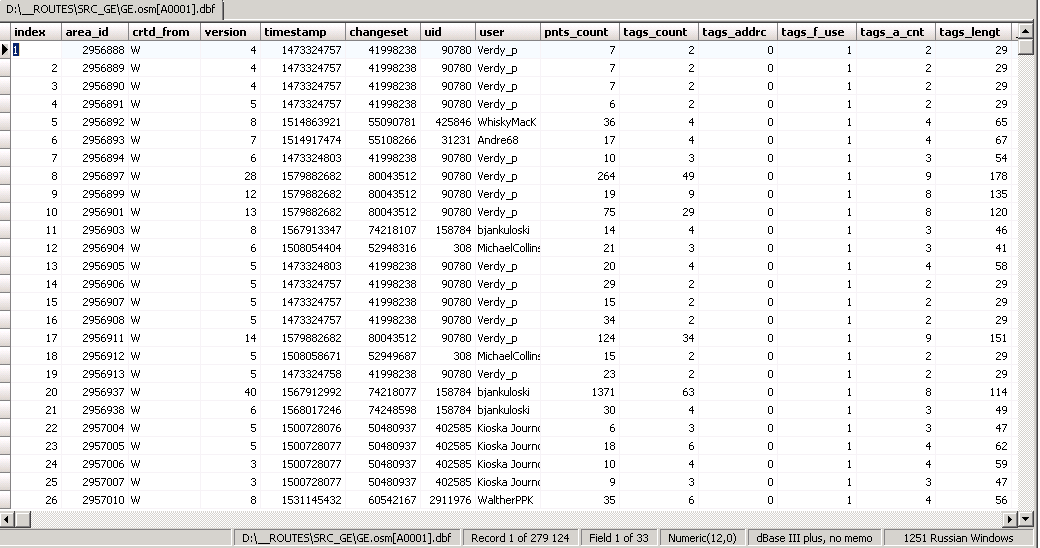 D:\__ROUTES\SRC_GE\GE.osm[A0001].dbf
index area_id crtd_from version timestamp changeset uid user pnts_count tags_count tags_addrc tags_f_use tags_a_cnt tags_lengt
1 2956888 W 4 1473324757 41998238 90780 Verdy_p 7 2 0 1 2 29
2 2956889 W 4 1473324757 41998238 90780 Verdy_p 7 2 0 1 2 29
3 2956890 W 4 1473324757 41998238 90780 Verdy_p 7 2 0 1 2 29
4 2956891 W 5 1473324757 41998238 90780 Verdy_p 6 2 0 1 2 29
5 2956892 W 8 1514863921 55090781 425846 WhiskyMacK 36 4 0 1 4 65
6 2956893 W 7 1514917474 55108266 31231 Andre68 17 4 0 1 4 67
7 2956894 W 6 1473324803 41998238 90780 Verdy_p 10 3 0 1 3 54
8 2956897 W 28 1579882682 80043512 90780 Verdy_p 264 49 0 1 9 178
9 2956899 W 12 1579882682 80043512 90780 Verdy_p 19 9 0 1 8 135
10 2956901 W 13 1579882682 80043512 90780 Verdy_p 75 29 0 1 8 120
11 2956903 W 8 1567913347 74218107 158784 bjankuloski 14 4 0 1 3 46
12 2956904 W 6 1508054404 52948316 308 MichaelCollins 21 3 0 1 3 41
13 2956905 W 5 1473324803 41998238 90780 Verdy_p 20 4 0 1 4 58
14 2956906 W 5 1473324757 41998238 90780 Verdy_p 29 2 0 1 2 29
15 2956907 W 5 1473324757 41998238 90780 Verdy_p 15 2 0 1 2 29
16 2956908 W 5 1473324757 41998238 90780 Verdy_p 34 2 0 1 2 29
17 2956911 W 14 1579882682 80043512 90780 Verdy_p 124 34 0 1 9 151
18 2956912 W 5 1508058671 52949687 308 MichaelCollins 15 2 0 1 2 29
19 2956913 W 5 1473324758 41998238 90780 Verdy_p 23 2 0 1 2 29
20 2956937 W 40 1567912992 74218077 158784 bjankuloski 1371 63 0 1 8 114
21 2956938 W 6 1568017246 74248598 158784 bjankuloski 30 4 0 1 3 49
22 2957004 W 5 1500728076 50480937 402585 Kioska Journo 6 3 0 1 3 47
23 2957005 W 5 1500728077 50480937 402585 Kioska Journo 18 6 0 1 4 62
24 2957006 W 3 1500728077 50480937 402585 Kioska Journo 10 4 0 1 4 59
25 2957007 W 3 1500728077 50480937 402585 Kioska Journo 9 3 0 1 3 47
26 2957010 W 8 1531145432 60542167 2911976 WaltherPPK 35 6 0 1 4 56
D:\__ROUTES\SRC_GE\GE.osm[A0001].dbf Record 1 of 279 124 Field 1 of 33 Numeric(12,0) dBase III plus, no memo 1251 Russian Windows